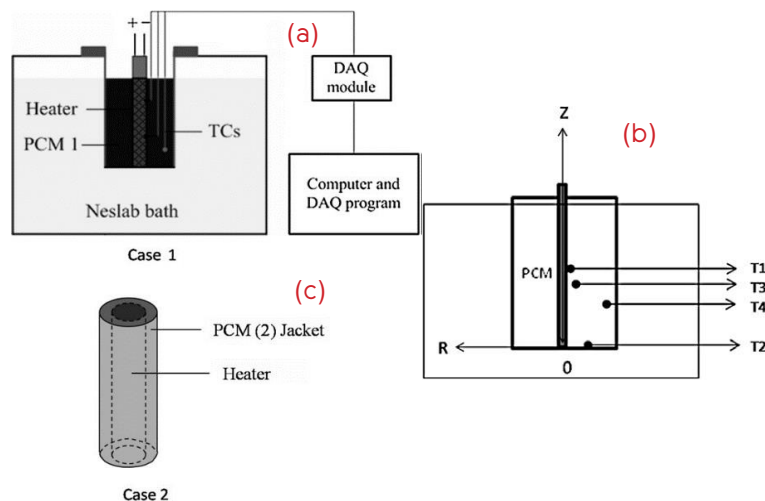 (a)
+ −
DAQ
module
Heater
TCs
PCM 1
Computer and
DAQ program
Neslab bath
Case 1
(b)
Z
PCM
T1
T3
T4
T2
R
0
(c)
PCM (2) Jacket
Heater
Case 2